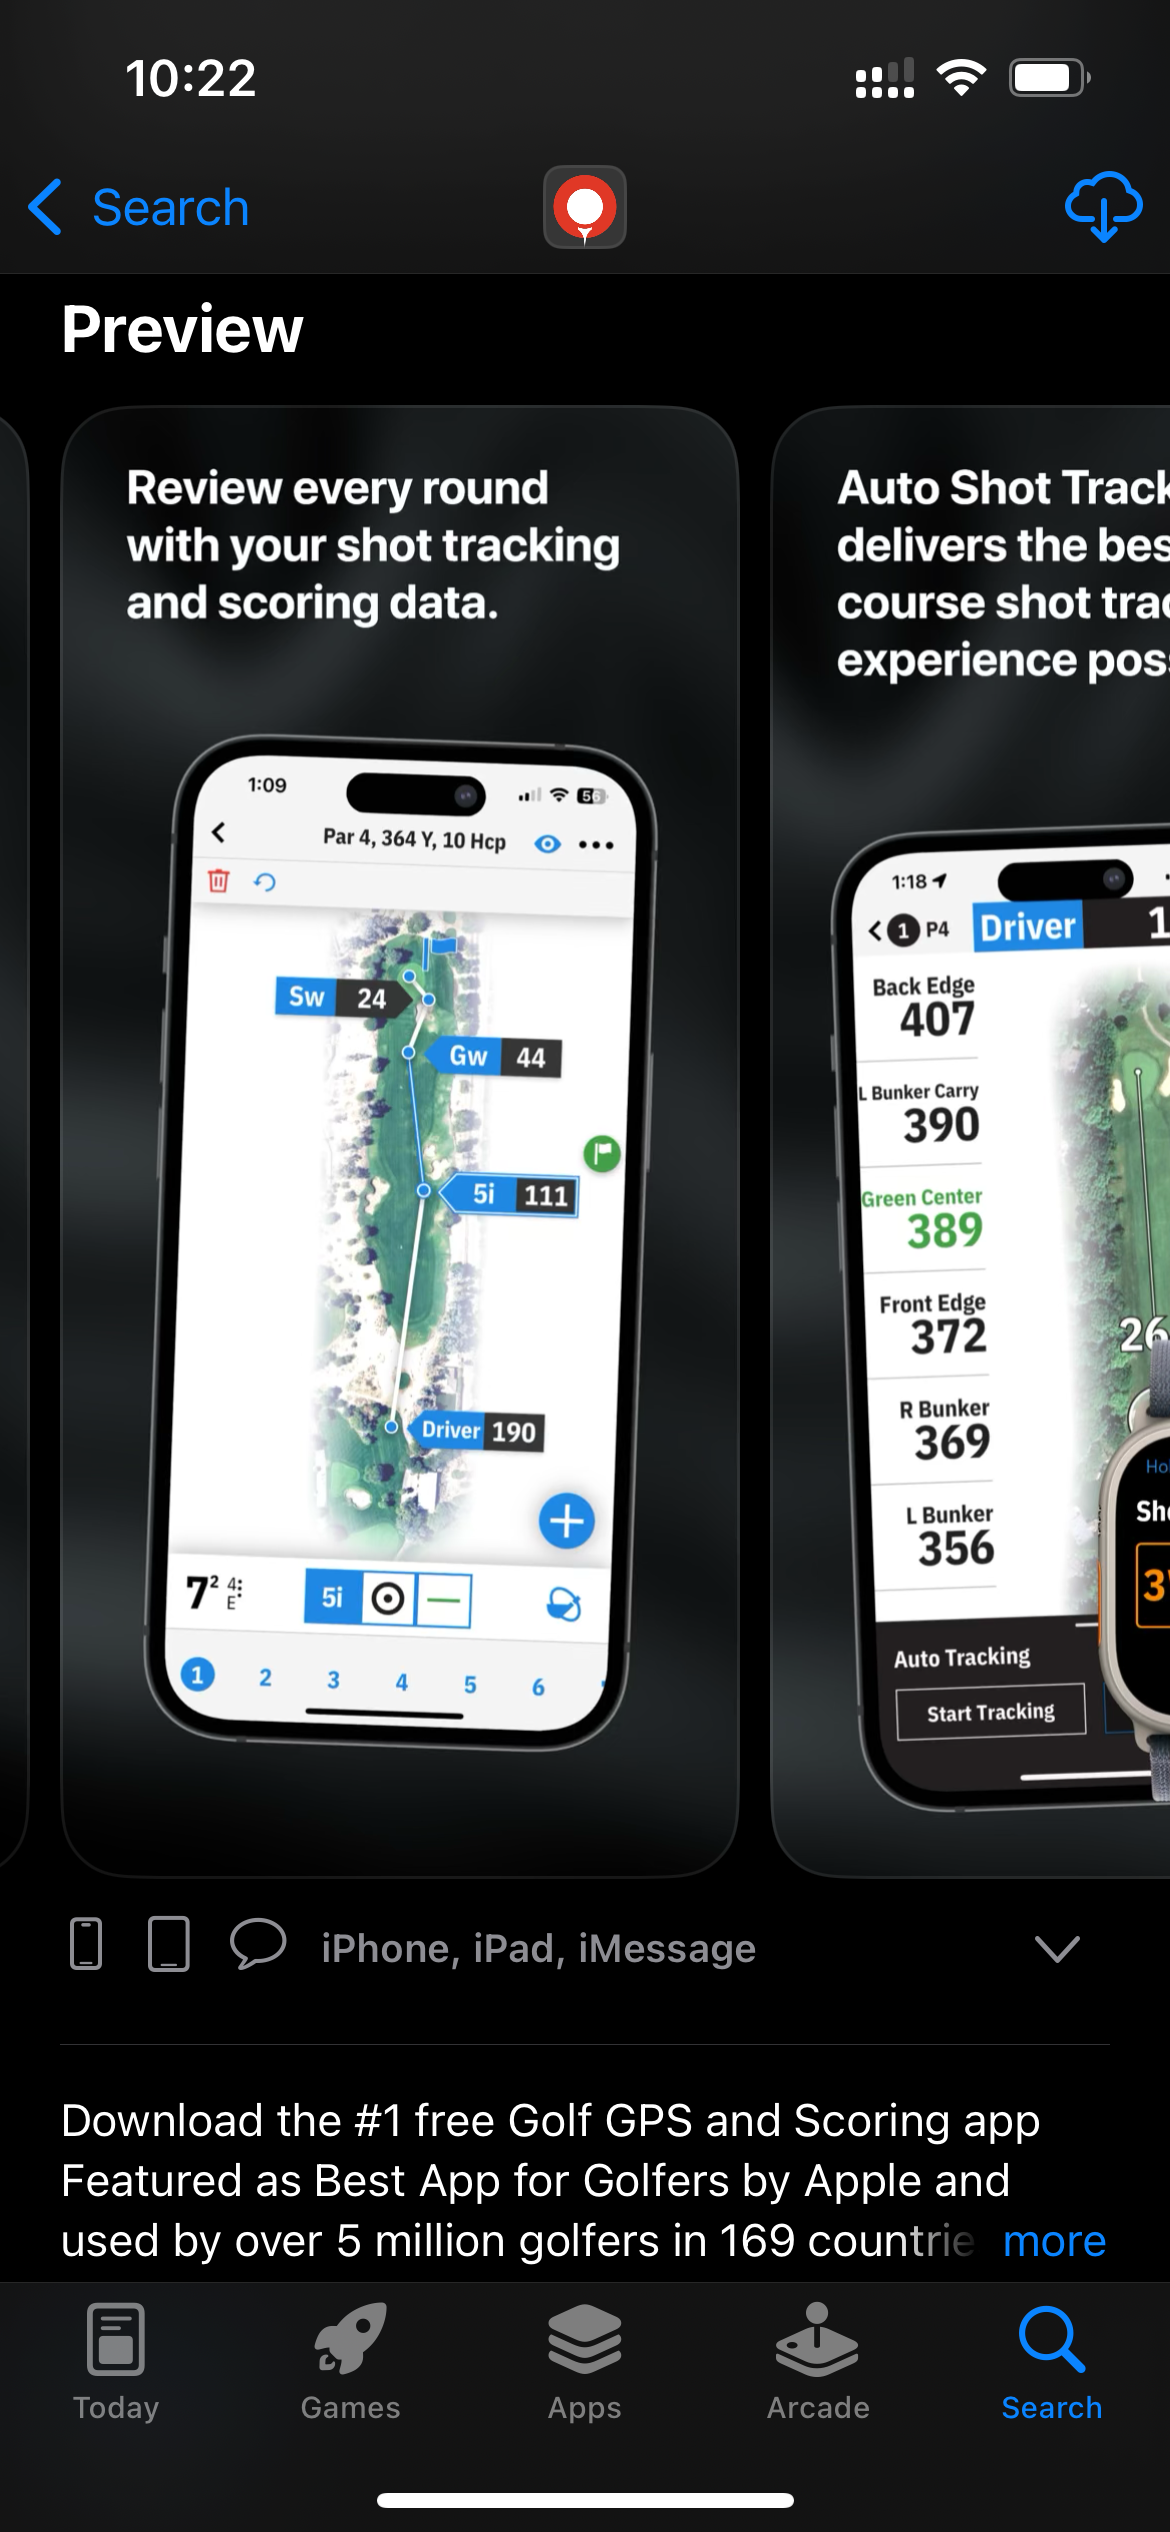 10:22
Search
Preview
Review every round
with your shot tracking
and scoring data.
1:09
56
Par 4, 364 Y, 10 Hcp
Sw 24
Gw 44
5i 111
Driver 190
7² 4:
E
5i
1 2 3 4 5 6
Auto Shot Track
delivers the bes
course shot trac
experience poss
1:18
1 P4 Driver 1
Back Edge
407
L Bunker Carry
390
Green Center
389
Front Edge
372
26
R Bunker
369
L Bunker
356
Ho
Sho
3
Auto Tracking
Start Tracking
iPhone, iPad, iMessage
Download the #1 free Golf GPS and Scoring app
Featured as Best App for Golfers by Apple and
used by over 5 million golfers in 169 countrie more
Today Games Apps Arcade Search